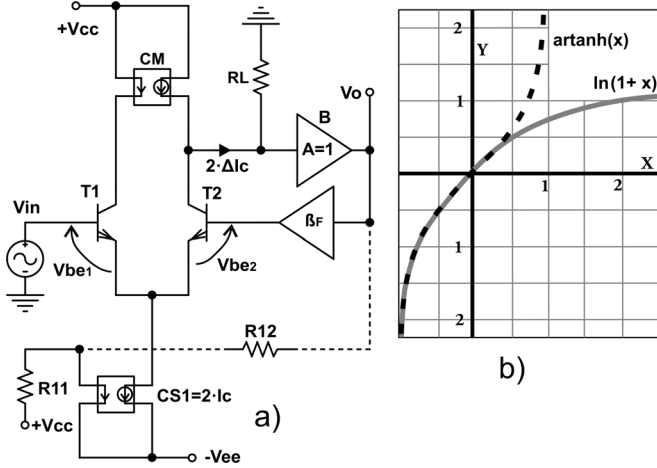 +Vcc
CM
RL
Vo
B
A=1
2·ΔIc
T1
T2
Vin
ßF
Vbe1
Vbe2
R12
R11
CS1=2·Ic
+Vcc
-Vee
a)
2
Y
artanh(x)
1
ln(1+x)
X
1
2
1
2
b)